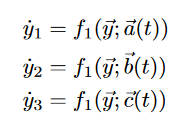 ẏ₁ = f₁(y⃗; a⃗(t))
ẏ₂ = f₁(y⃗; b⃗(t))
ẏ₃ = f₁(y⃗; c⃗(t))